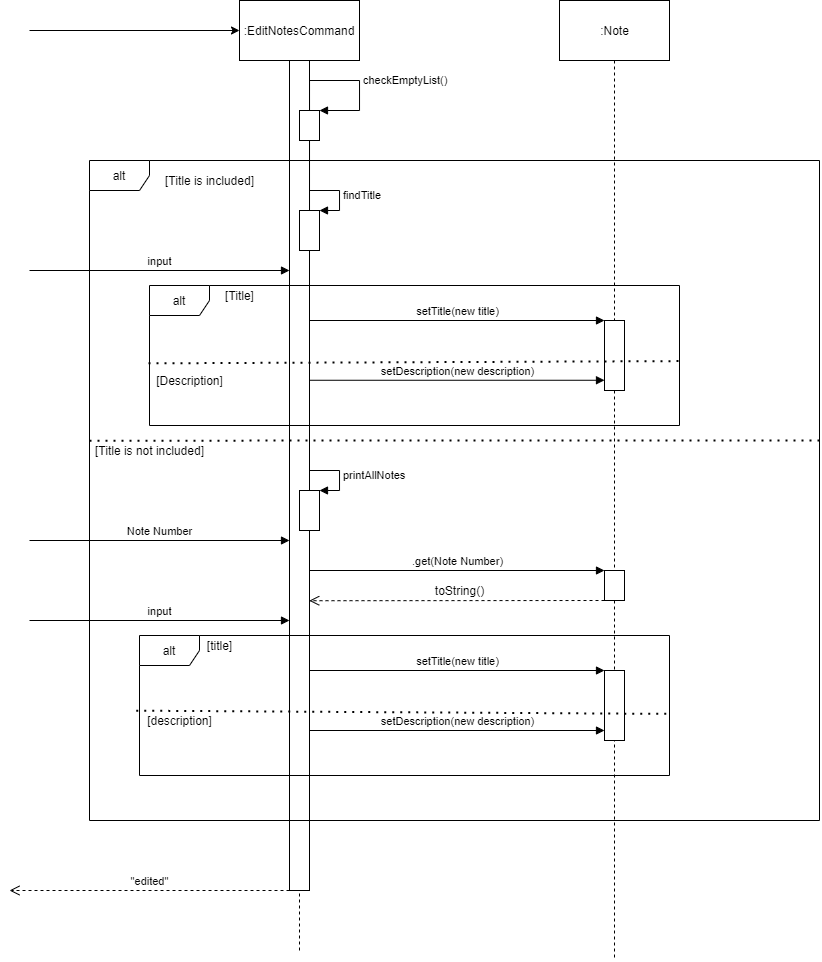 :EditNotesCommand
:Note
checkEmptyList()
alt
[Title is included]
findTitle
input
alt
[Title]
setTitle(new title)
[Description]
setDescription(new description)
[Title is not included]
printAllNotes
Note Number
.get(Note Number)
toString()
input
alt
[title]
setTitle(new title)
[description]
setDescription(new description)
"edited"